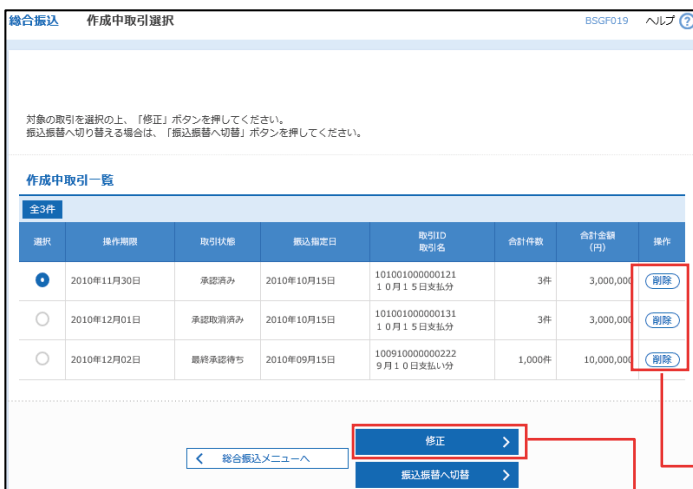 総合振込 作成中取引選択 BSGF019 ヘルプ ?
対象の取引を選択の上、「修正」ボタンを押してください。
振込振替へ切り替える場合は、「振込振替へ切替」ボタンを押してください。
作成中取引一覧
全3件
選択 操作期限 取引状態 振込指定日 取引ID 合計件数 合計金額 操作
取引名 (円)
2010年11月30日 承認済み 2010年10月15日 101001000000121 3件 3,000,000 削除
10月15日支払分
2010年12月01日 承認取消済み 2010年10月15日 101001000000131 3件 3,000,000 削除
10月15日支払分
2010年12月02日 最終承認待ち 2010年09月15日 100910000000222 1,000件 10,000,000 削除
9月10日支払い分
修正
総合振込メニューへ
振込振替へ切替